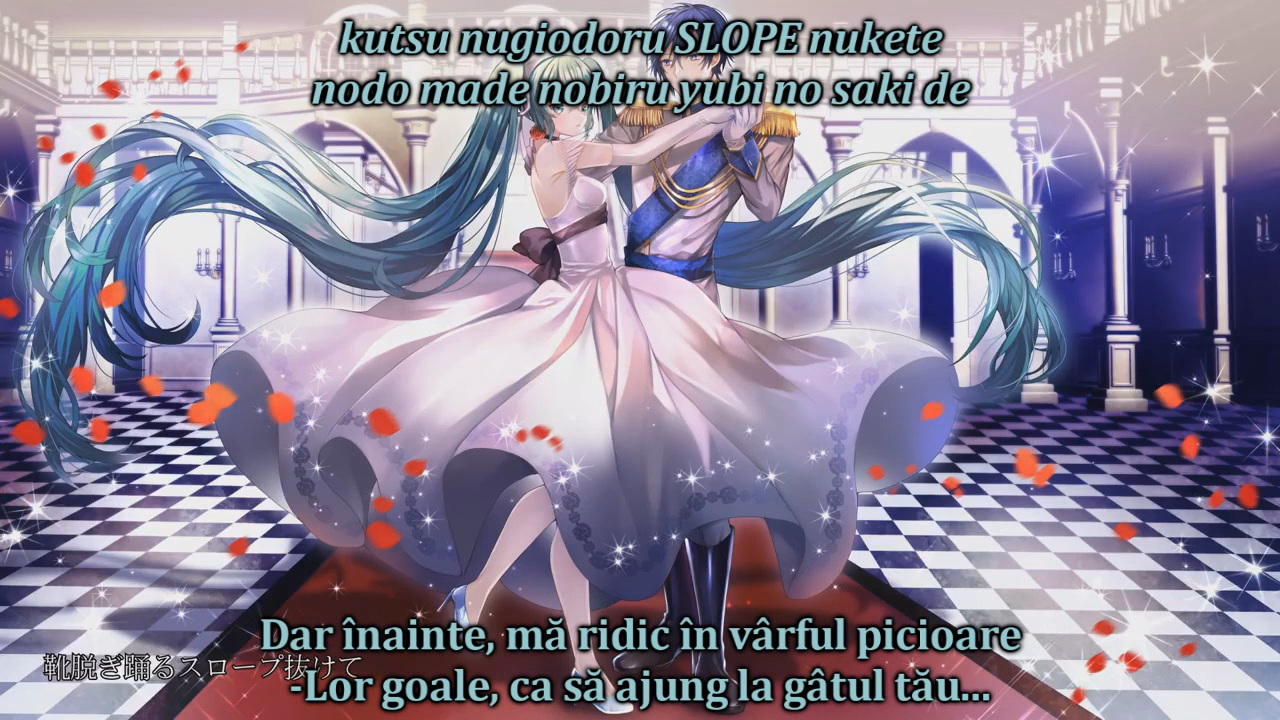 kutsu nugiodoru SLOPE nukete
nodo made nobiru yubi no saki de
Dar înainte, mă ridic în vârful picioare
靴脱ぎ踊るスロープ抜けて
-Lor goale, ca să ajung la gâtul tău...